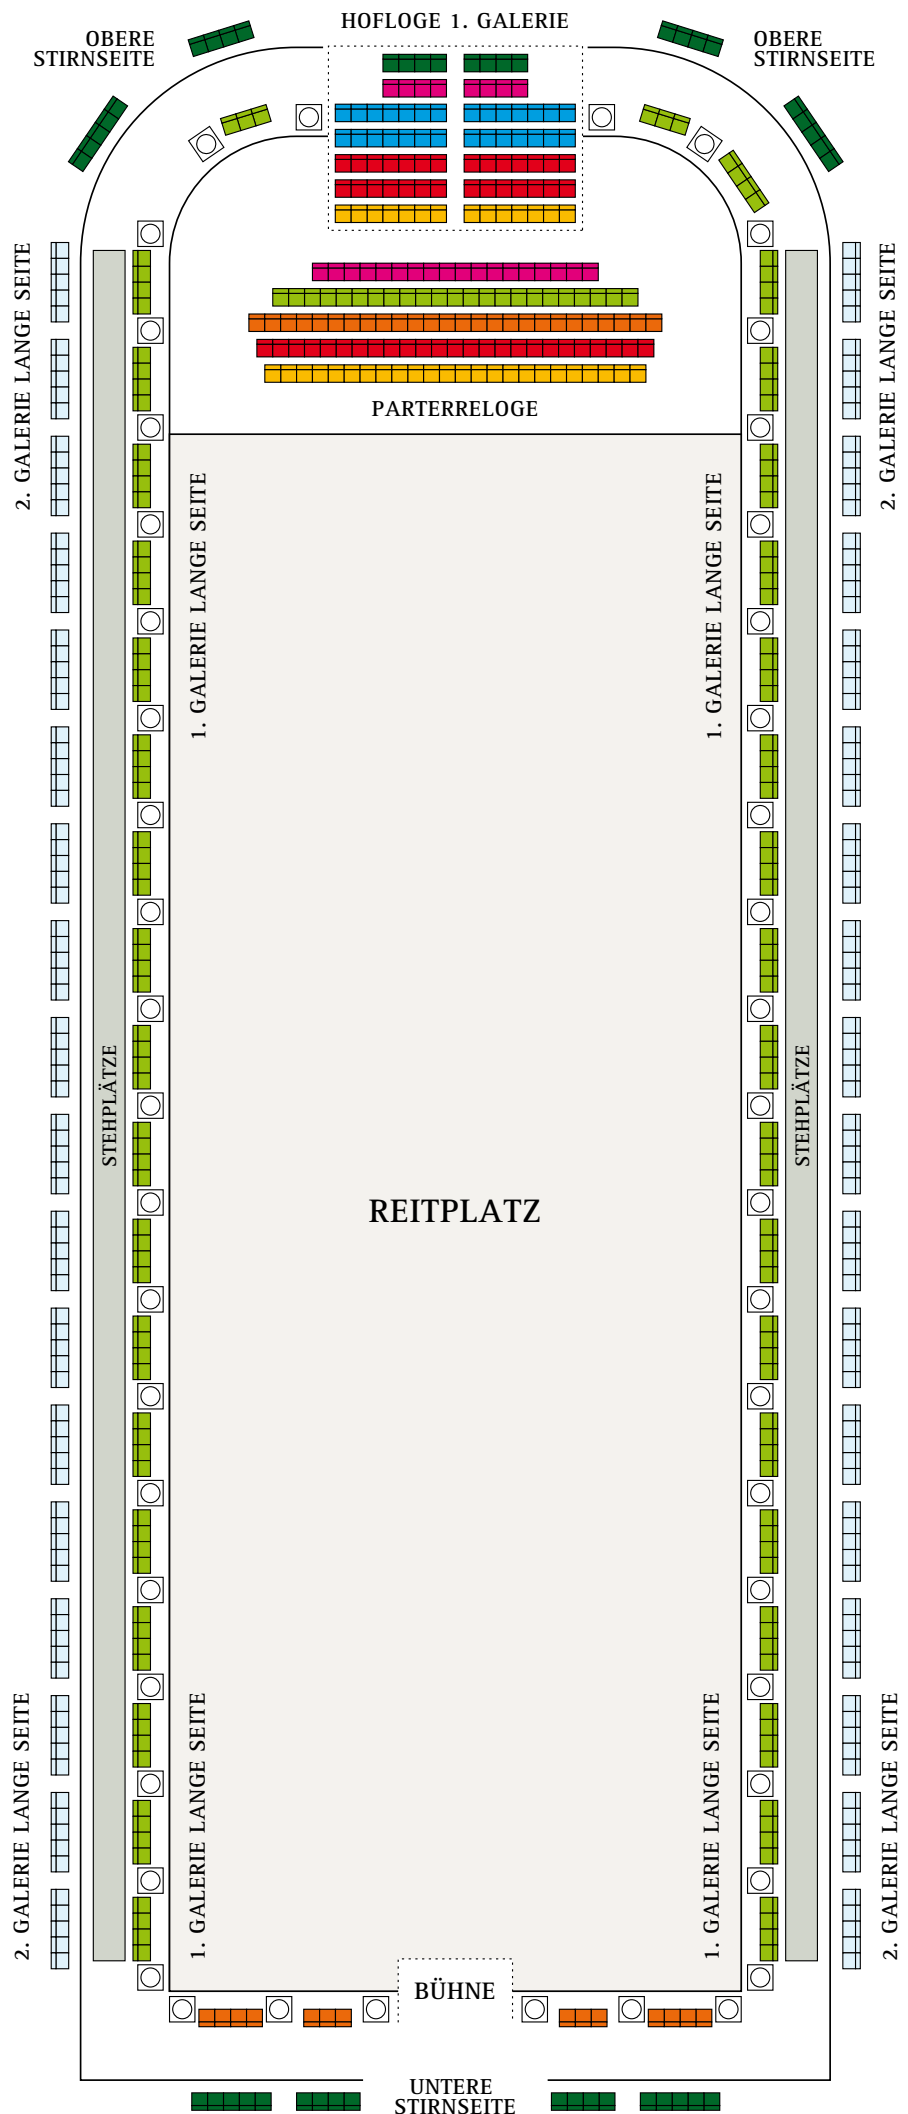 HOFLOGE 1. GALERIE
OBERE
STIRNSEITE
OBERE
STIRNSEITE
2. GALERIE LANGE SEITE
2. GALERIE LANGE SEITE
PARTERRELOGE
1. GALERIE LANGE SEITE
1. GALERIE LANGE SEITE
STEHPLÄTZE
STEHPLÄTZE
REITPLATZ
2. GALERIE LANGE SEITE
1. GALERIE LANGE SEITE
1. GALERIE LANGE SEITE
2. GALERIE LANGE SEITE
BÜHNE
UNTERE
STIRNSEITE